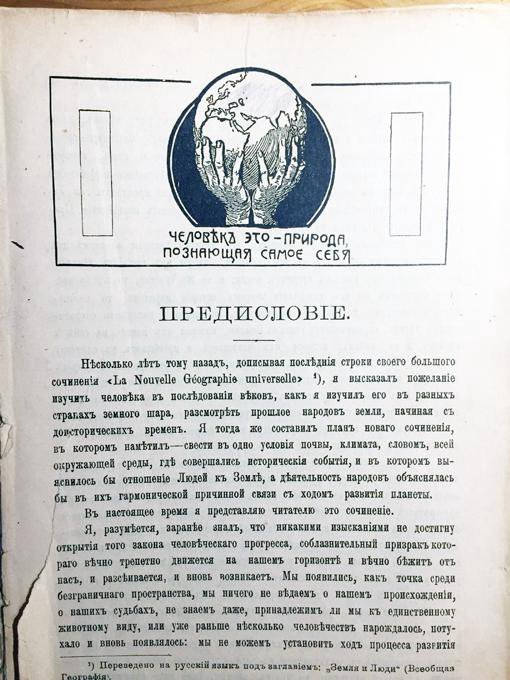 ЧЕЛОВѢКЪ ЭТО-ПРИРОДА,
ПОЗНАЮЩАЯ САМОЕ СЕБЯ
ПРЕДИСЛОВІЕ.
Нѣсколько лѣтъ тому назадъ, дописывая послѣднія строки своего большого
сочиненія «La Nouvelle Géographie universelle» ¹), я высказалъ пожеланіе
изучить человѣка въ послѣдованіи вѣковъ, какъ я изучилъ его въ разныхъ
странахъ земного шара, разсмотрѣть прошлое народовъ земли, начиная съ
доисторическихъ временъ. Я тогда же составилъ планъ новаго сочиненія,
въ которомъ намѣтилъ—свести въ одно условія почвы, климата, словомъ, всей
окружающей среды, гдѣ совершались историческія событія, и въ которомъ вы-
яснилось бы отношеніе Людей къ Землѣ, а дѣятельность народовъ объяснялась
бы въ ихъ гармонической причинной связи съ ходомъ развитія планеты.
Въ настоящее время я представляю читателю это сочиненіе.
Я, разумѣется, заранѣе зналъ, что никакими изысканіями не достигну
открытія того закона человѣческаго прогресса, соблазнительный призракъ кото-
раго вѣчно трепетно движется на нашемъ горизонтѣ и вѣчно бѣжитъ отъ
насъ, и разсѣивается, и вновь возникаетъ. Мы появились, какъ точка среди
безграничнаго пространства, мы ничего не вѣдаемъ о нашемъ происхожденіи,
о нашихъ судьбахъ, не знаемъ даже, принадлежимъ ли мы къ единственному
животному виду, или уже раньше нѣсколько человѣчествъ нарождалось, поту-
хало и вновь появлялось: мы не можемъ установить ходъ процесса развитія
¹) Переведено на русскій языкъ подъ заглавіемъ: „Земля и Люди“ (Всеобщая
Географія).